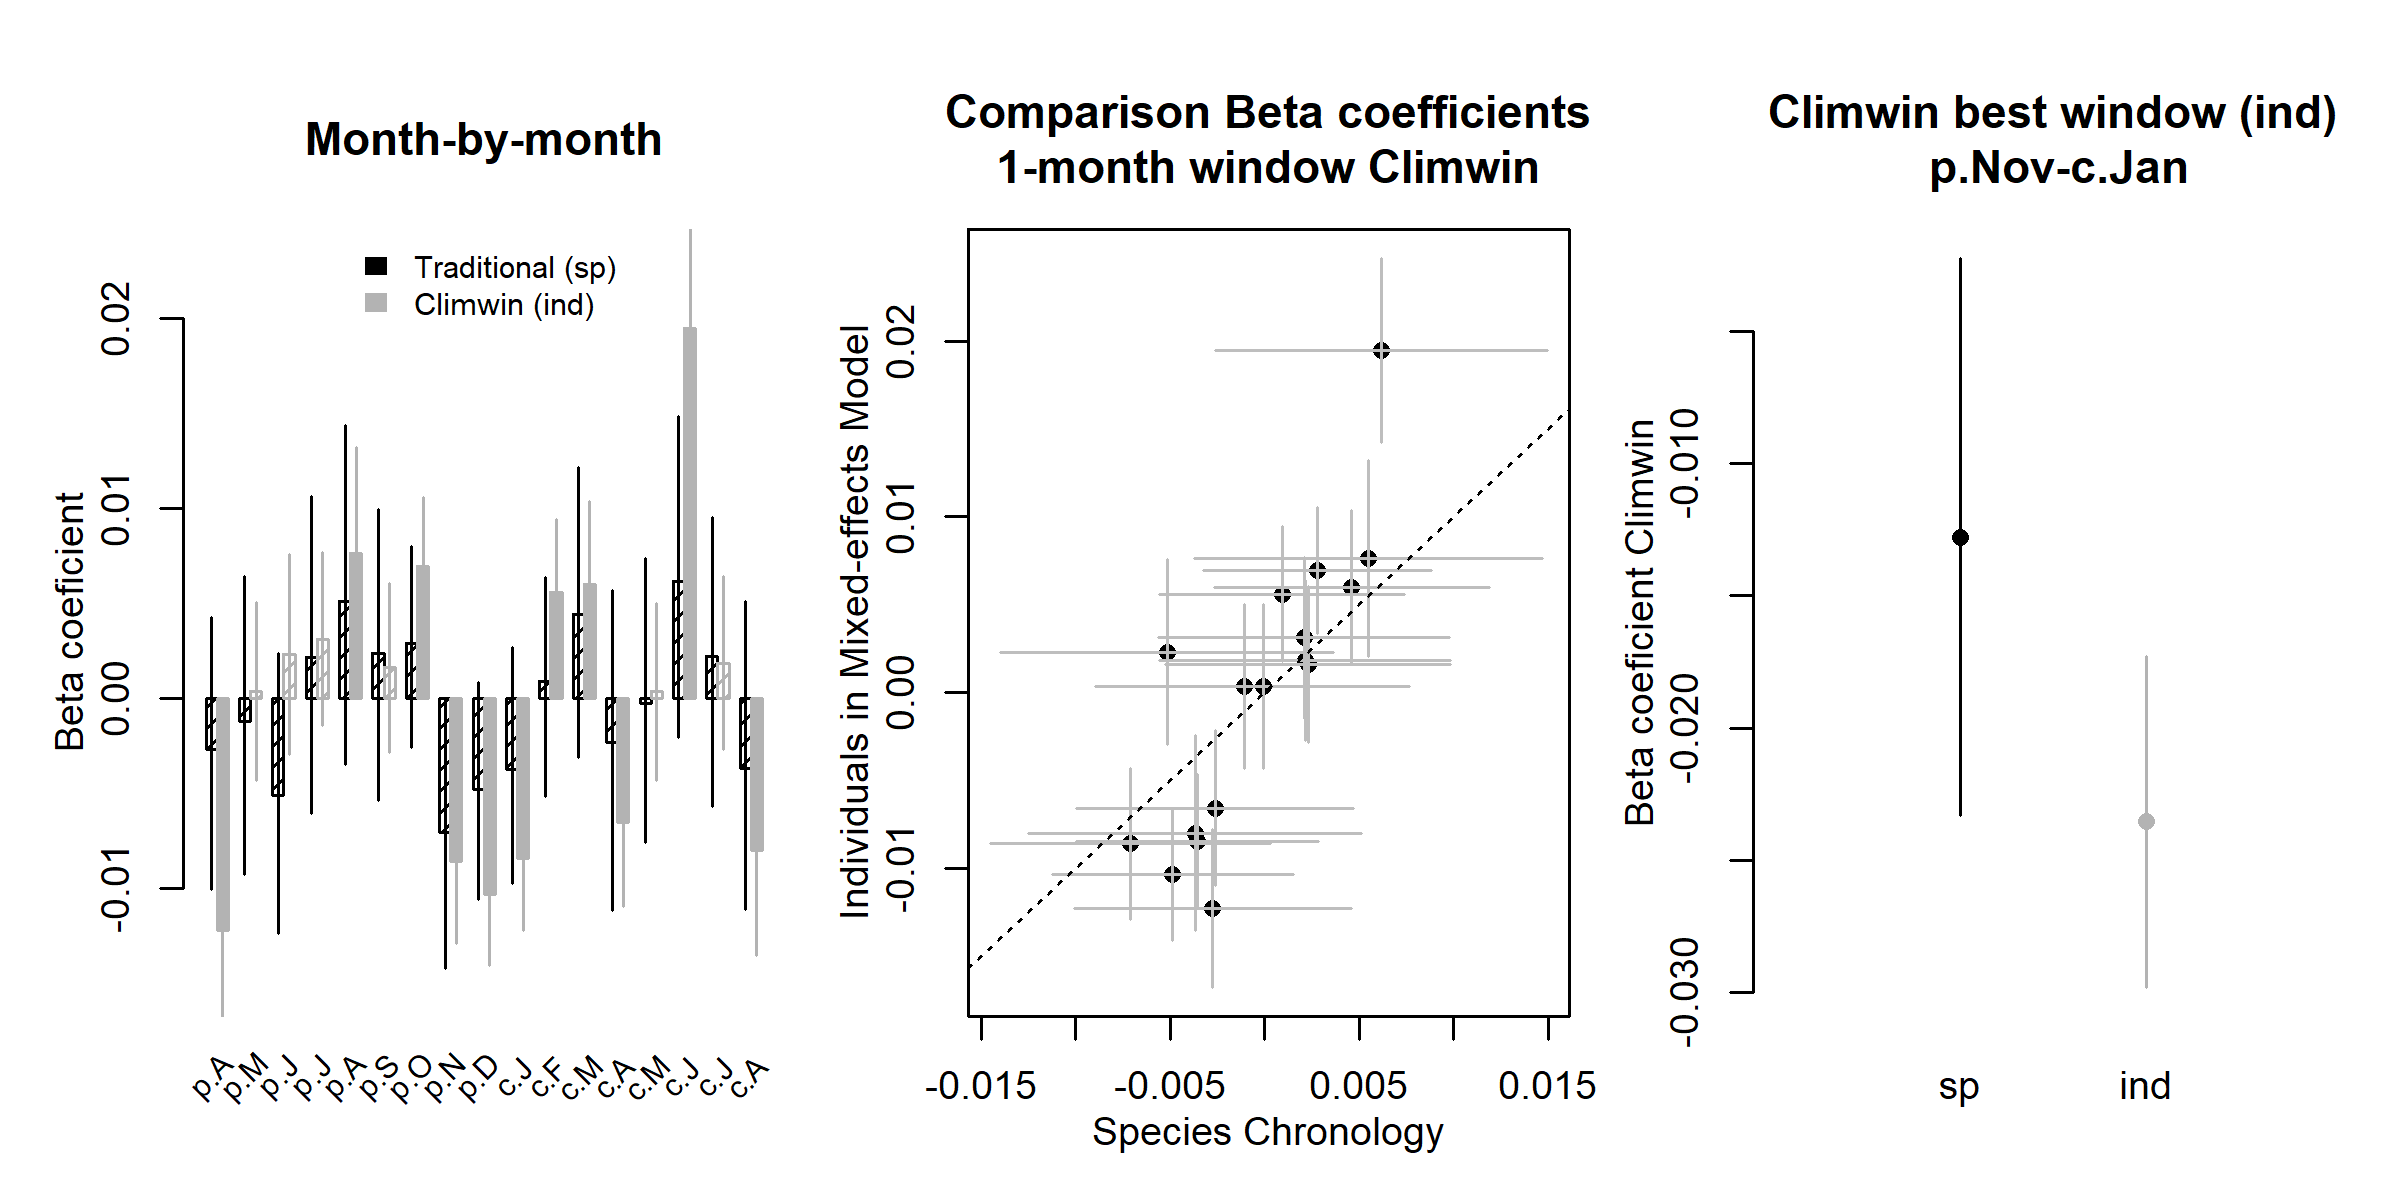 Month-by-month
Traditional (sp)
Climwin (ind)
Beta coeficient
0.02
0.01
0.00
-0.01
p.A
p.M
p.J
p.J
p.A
p.S
p.O
p.N
p.D
c.J
c.F
c.M
c.A
c.M
c.J
c.J
c.A
Comparison Beta coefficients
1-month window Climwin
Individuals in Mixed-effects Model
0.02
0.01
0.00
-0.01
-0.015
-0.005
0.005
0.015
Species Chronology
Climwin best window (ind)
p.Nov-c.Jan
Beta coeficient Climwin
-0.010
-0.020
-0.030
sp
ind